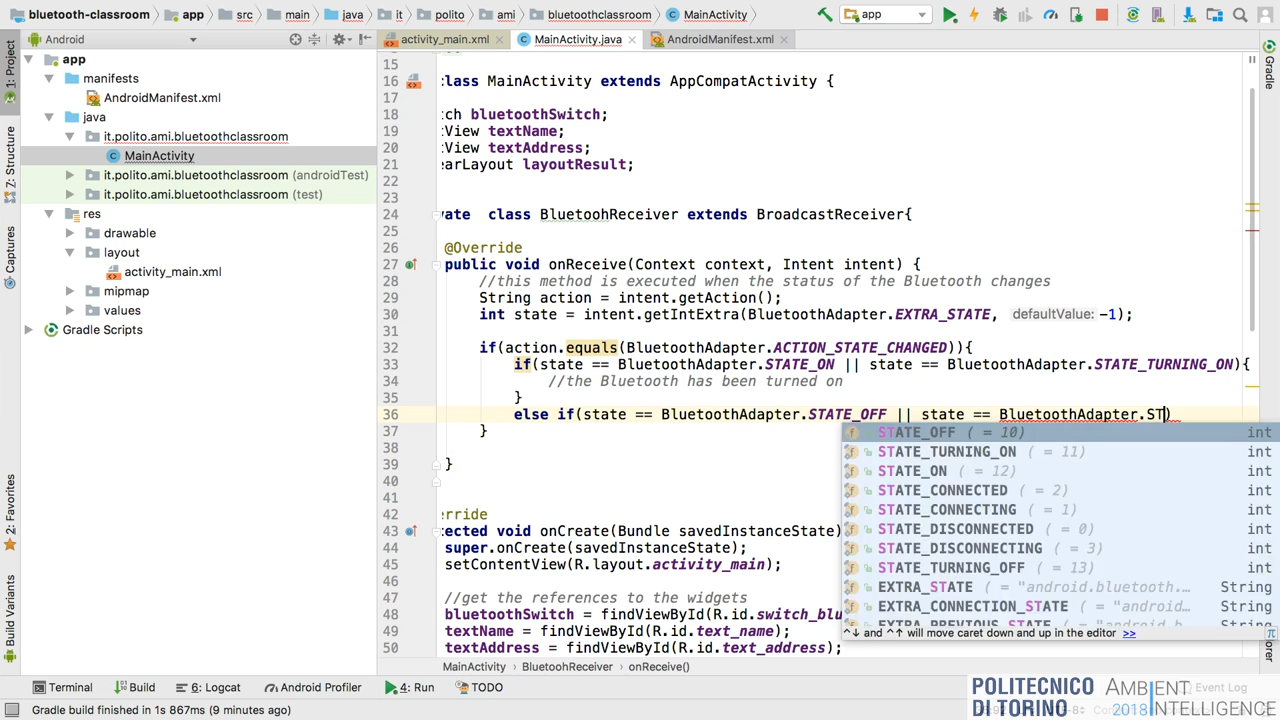 bluetooth-classroom
app
src
main
java
it
polito
ami
bluetoothclassroom
MainActivity
app
Android
activity_main.xml
MainActivity.java
AndroidManifest.xml
1: Project
Z: Structure
Captures
2: Favorites
Build Variants
Gradle
app
manifests
AndroidManifest.xml
java
it.polito.ami.bluetoothclassroom
MainActivity
it.polito.ami.bluetoothclassroom (androidTest)
it.polito.ami.bluetoothclassroom (test)
res
drawable
layout
activity_main.xml
mipmap
values
Gradle Scripts
15
16 class MainActivity extends AppCompatActivity {
17
18 tch bluetoothSwitch;
19 tView textName;
20 tView textAddress;
21 earLayout layoutResult;
22
23
24 vate class BluetoohReceiver extends BroadcastReceiver{
25
26 @Override
27 public void onReceive(Context context, Intent intent) {
28 //this method is executed when the status of the Bluetooth changes
29 String action = intent.getAction();
30 int state = intent.getIntExtra(BluetoothAdapter.EXTRA_STATE, defaultValue: -1);
31
32 if(action.equals(BluetoothAdapter.ACTION_STATE_CHANGED)){
33 if(state == BluetoothAdapter.STATE_ON || state == BluetoothAdapter.STATE_TURNING_ON){
34 //the Bluetooth has been turned on
35 }
36 else if(state == BluetoothAdapter.STATE_OFF || state == BluetoothAdapter.ST)
37 }
38
39 }
40
41
42 erride
43 ected void onCreate(Bundle savedInstanceState)
44 super.onCreate(savedInstanceState);
45 setContentView(R.layout.activity_main);
46
47 //get the references to the widgets
48 bluetoothSwitch = findViewById(R.id.switch_blu
49 textName = findViewById(R.id.text_name);
50 textAddress = findViewById(R.id.text_address);
STATE_OFF ( = 10) int
STATE_TURNING_ON ( = 11) int
STATE_ON ( = 12) int
STATE_CONNECTED ( = 2) int
STATE_CONNECTING ( = 1) int
STATE_DISCONNECTED ( = 0) int
STATE_DISCONNECTING ( = 3) int
STATE_TURNING_OFF ( = 13) int
EXTRA_STATE ( = "android.bluetooth.… String
EXTRA_CONNECTION_STATE ( = "androi… String
EXTRA_PREVIOUS_STATE String
^↓ and ^↑ will move caret down and up in the editor >>
MainActivity › BluetoohReceiver › onReceive()
Terminal
Build
6: Logcat
Android Profiler
4: Run
TODO
Event Log
Gradle build finished in 1s 867ms (9 minutes ago)
POLITECNICO
DI TORINO
AMBIENT
2018 INTELLIGENCE